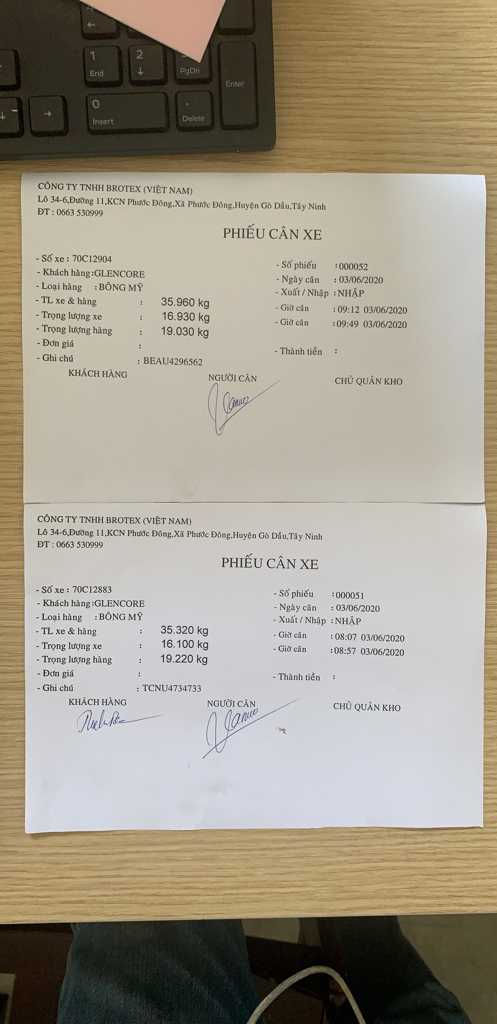 1
End
2
↓
PgDn
Enter
→
0
Insert
.
Delete
CÔNG TY TNHH BROTEX (VIỆT NAM)
Lô 34-6,Đường 11,KCN Phước Đông,Xã Phước Đông,Huyện Gò Dầu,Tây Ninh
ĐT : 0663 530999
PHIẾU CÂN XE
- Số xe : 70C12904
- Khách hàng :GLENCORE
- Loại hàng : BÔNG MỸ
- TL xe & hàng : 35.960 kg
- Trọng lượng xe : 16.930 kg
- Trọng lượng hàng : 19.030 kg
- Đơn giá :
- Ghi chú : BEAU4296562
- Số phiếu :000052
- Ngày cân : 03/06/2020
- Xuất / Nhập : NHẬP
- Giờ cân : 09:12 03/06/2020
- Giờ cân : 09:49 03/06/2020
- Thành tiền :
KHÁCH HÀNG NGƯỜI CÂN CHỦ QUẢN KHO
CÔNG TY TNHH BROTEX (VIỆT NAM)
Lô 34-6,Đường 11,KCN Phước Đông,Xã Phước Đông,Huyện Gò Dầu,Tây Ninh
ĐT : 0663 530999
PHIẾU CÂN XE
- Số xe : 70C12883
- Khách hàng :GLENCORE
- Loại hàng : BÔNG MỸ
- TL xe & hàng : 35.320 kg
- Trọng lượng xe : 16.100 kg
- Trọng lượng hàng : 19.220 kg
- Đơn giá :
- Ghi chú : TCNU4734733
- Số phiếu :000051
- Ngày cân : 03/06/2020
- Xuất / Nhập : NHẬP
- Giờ cân : 08:07 03/06/2020
- Giờ cân : 08:57 03/06/2020
- Thành tiền :
KHÁCH HÀNG NGƯỜI CÂN CHỦ QUẢN KHO